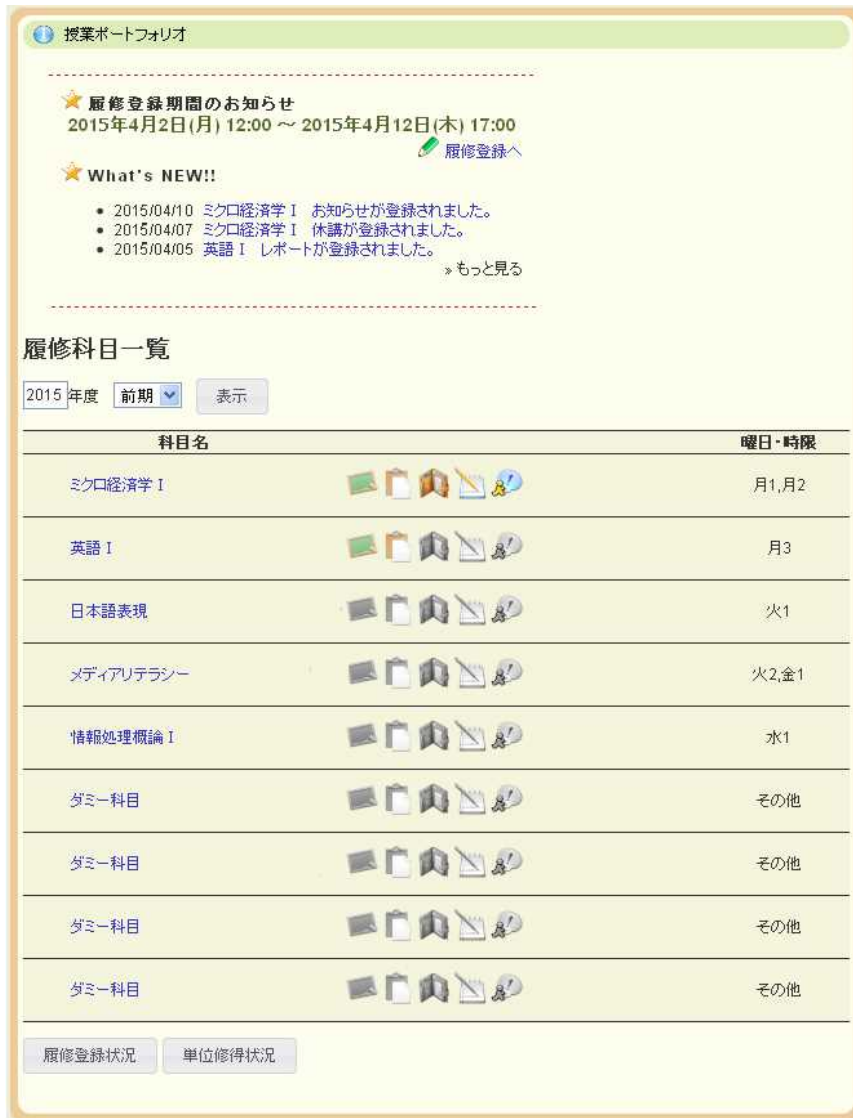 授業ポートフォリオ
履修登録期間のお知らせ
2015年4月2日(月) 12:00 ～ 2015年4月12日(木) 17:00
履修登録へ
What's NEW!!
• 2015/04/10 ミクロ経済学Ⅰ お知らせが登録されました。
• 2015/04/07 ミクロ経済学Ⅰ 休講が登録されました。
• 2015/04/05 英語Ⅰ レポートが登録されました。
» もっと見る
履修科目一覧
2015 年度 前期 表示
科目名 曜日・時限
ミクロ経済学Ⅰ 月1,月2
英語Ⅰ 月3
日本語表現 火1
メディアリテラシー 火2,金1
情報処理概論Ⅰ 水1
ダミー科目 その他
ダミー科目 その他
ダミー科目 その他
ダミー科目 その他
履修登録状況 単位修得状況